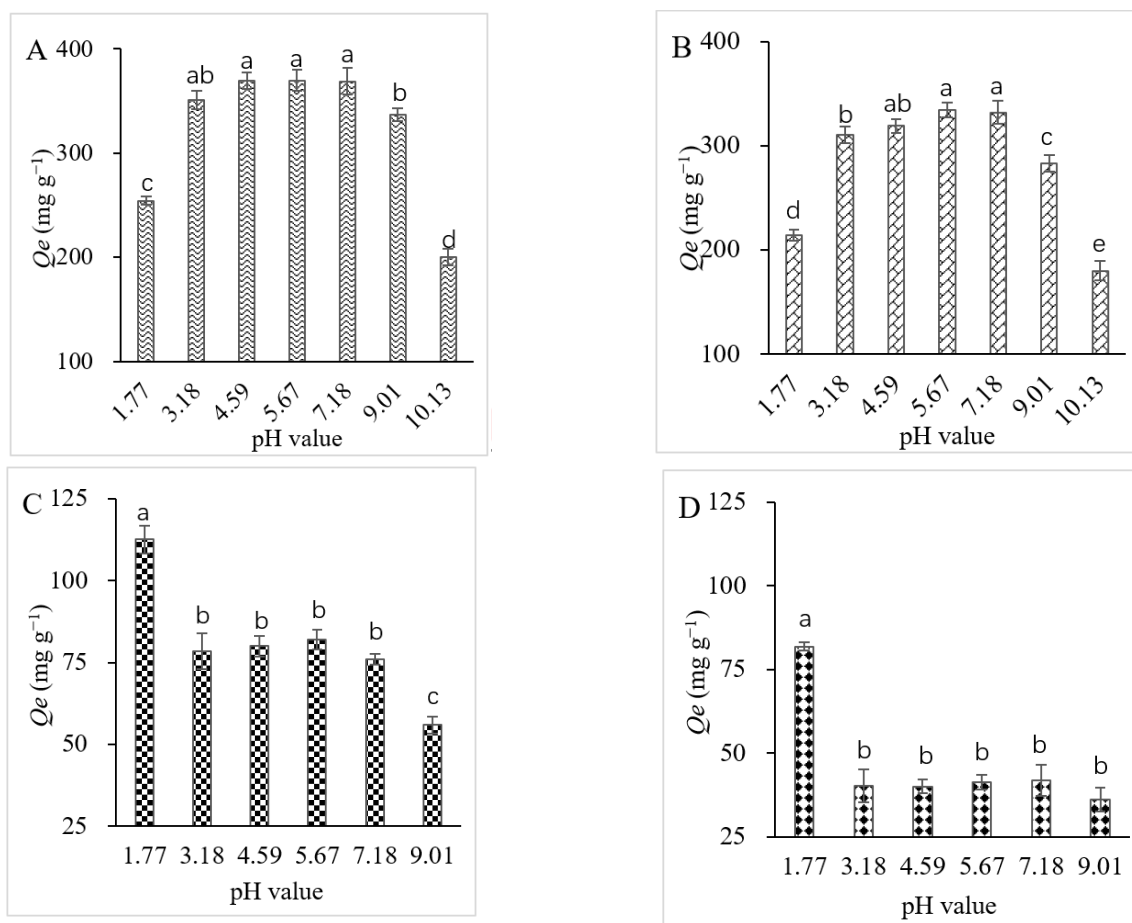 A
Qe (mg g⁻¹)
400
300
200
100
c
ab
a
a
a
b
d
1.77
3.18
4.59
5.67
7.18
9.01
10.13
pH value
B
Qe (mg g⁻¹)
400
300
200
100
d
b
ab
a
a
c
e
1.77
3.18
4.59
5.67
7.18
9.01
10.13
pH value
C
Qe (mg g⁻¹)
125
100
75
50
25
a
b
b
b
b
c
1.77 3.18 4.59 5.67 7.18 9.01
pH value
D
Qe (mg g⁻¹)
125
100
75
50
25
a
b
b
b
b
b
1.77 3.18 4.59 5.67 7.18 9.01
pH value